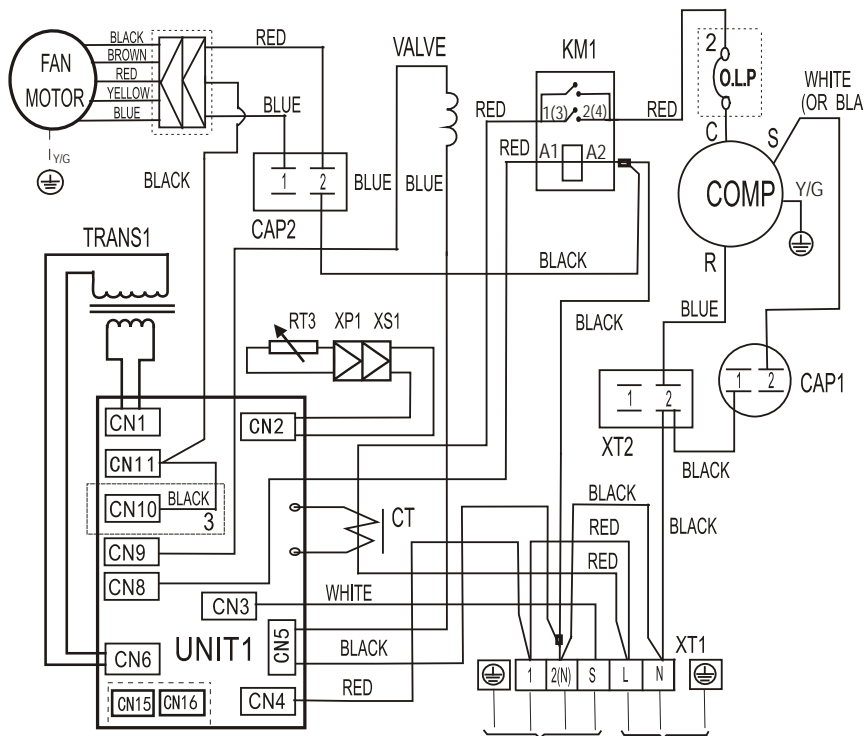 BLACK
BROWN
RED
YELLOW
BLUE
FAN
MOTOR
Y/G
RED
BLUE
BLACK
1 2
CAP2
BLUE
VALVE
BLUE
KM1
RED
1(3) 2(4)
RED
RED
A1 A2
BLACK
BLACK
2
O.L.P
WHITE
(OR BLA
C
S
COMP
Y/G
R
BLUE
TRANS1
RT3 XP1 XS1
1 2
CAP1
1 2
XT2
BLACK
CN1
CN2
CN11
BLACK
CN10
3
CN9
CN8
CT
BLACK
RED
BLACK
RED
WHITE
CN3
UNIT1
CN5
BLACK
CN6
RED
CN4
CN15 CN16
XT1
1 2(N) S L N